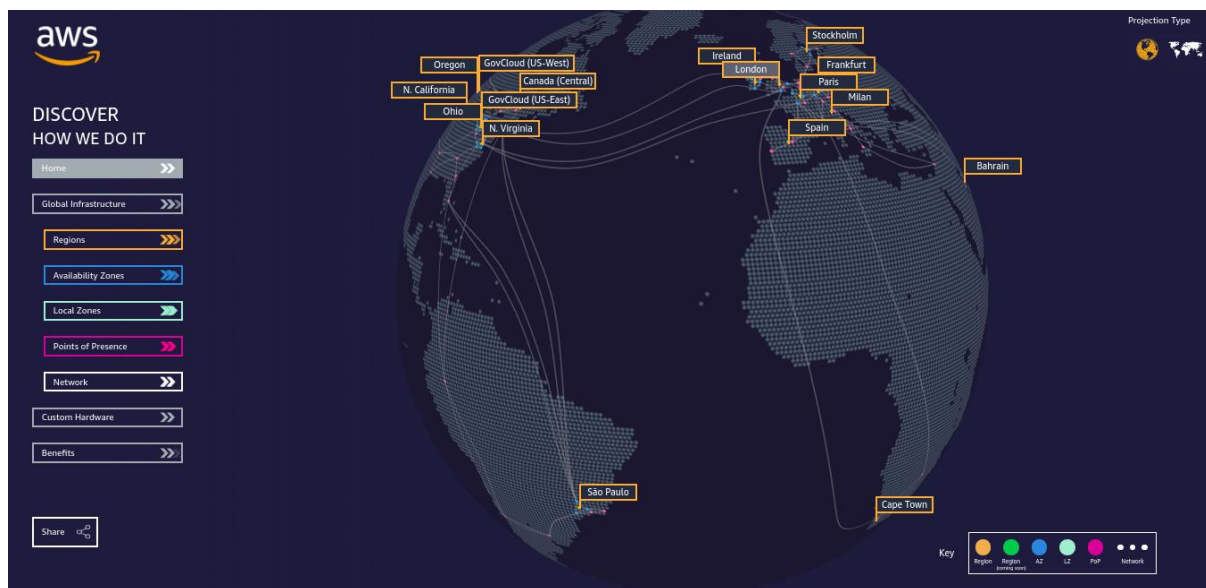 aws
DISCOVER
HOW WE DO IT
Home
Global Infrastructure
Regions
Availability Zones
Local Zones
Points of Presence
Network
Custom Hardware
Benefits
Share
Projection Type
Stockholm
Ireland
London
Frankfurt
Paris
Milan
Spain
Bahrain
Oregon
GovCloud (US-West)
Canada (Central)
N. California
GovCloud (US-East)
Ohio
N. Virginia
São Paulo
Cape Town
Key
Region
Region
(coming soon)
AZ
LZ
PoP
Network